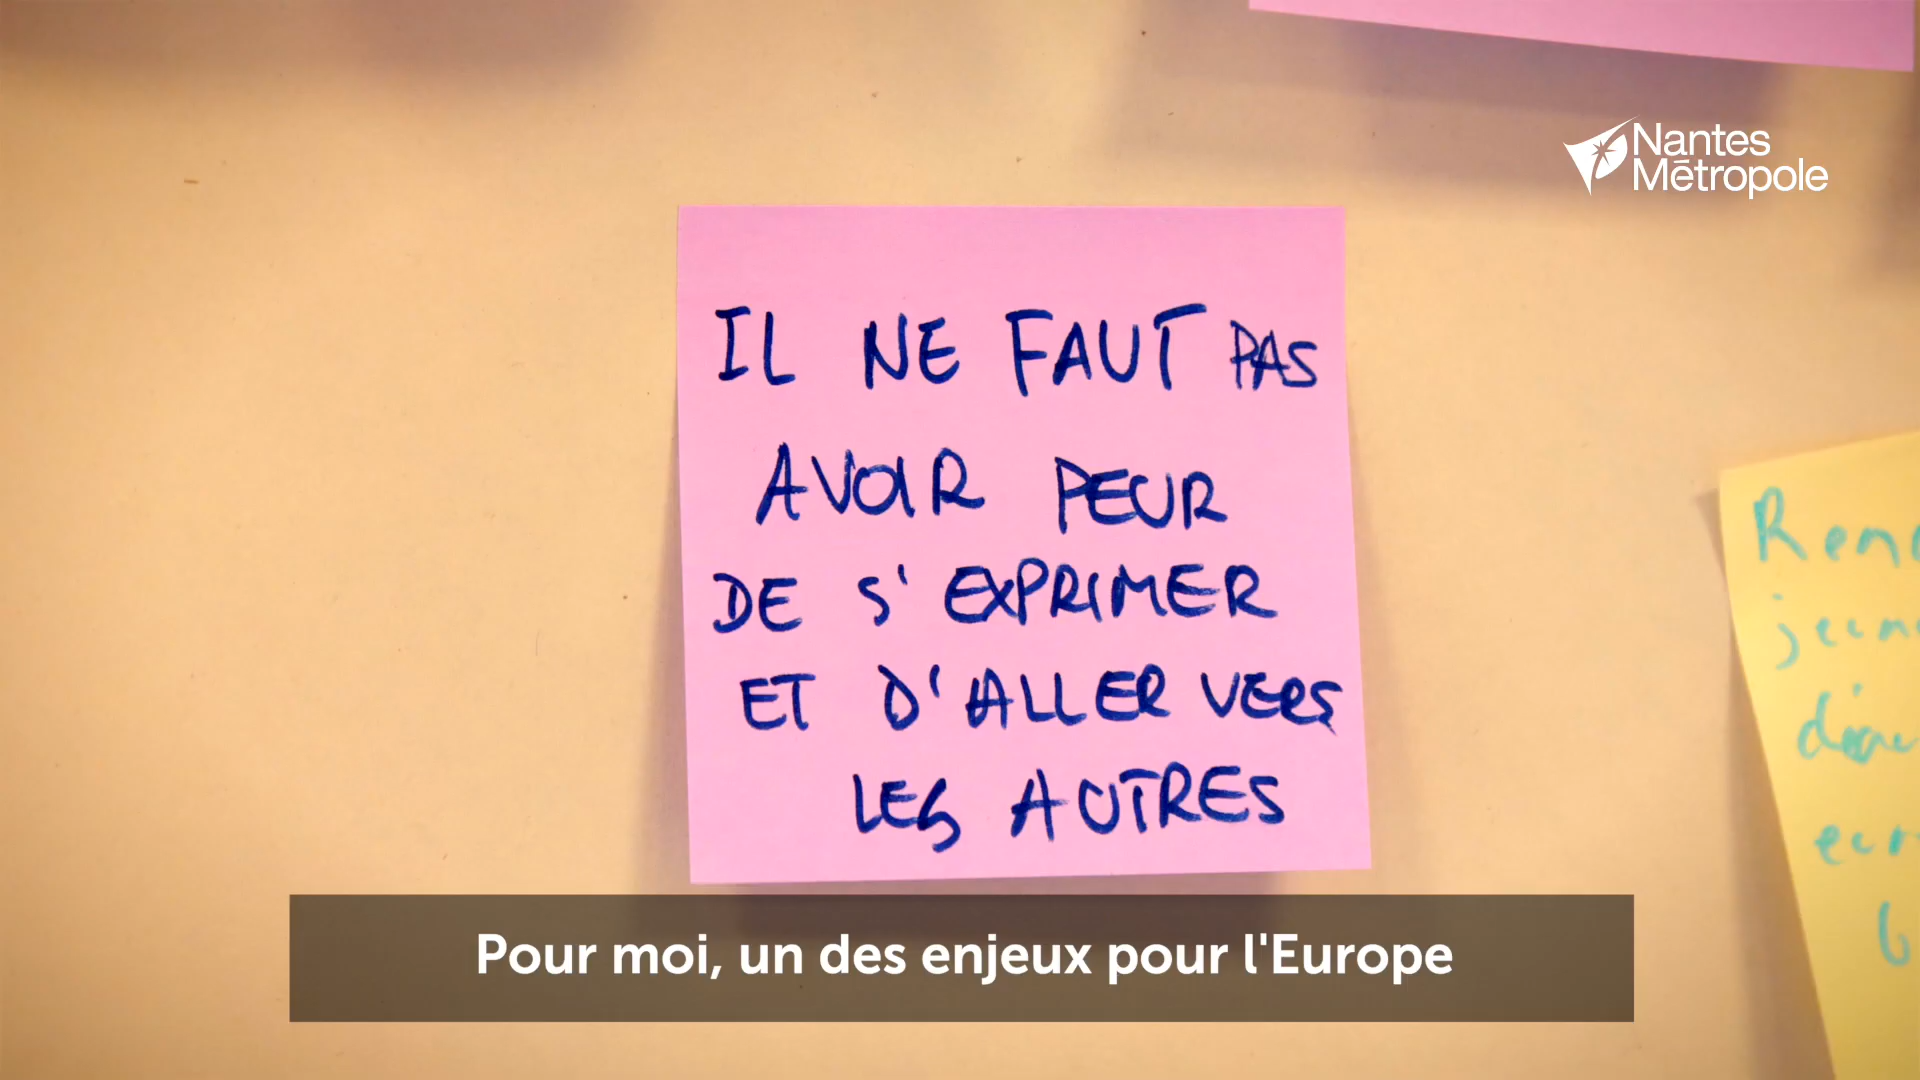 Nantes
Métropole
IL NE FAUT PAS
AVOIR PEUR
DE S'EXPRIMER
ET D'ALLER VERS
LES AUTRES
Pour moi, un des enjeux pour l'Europe